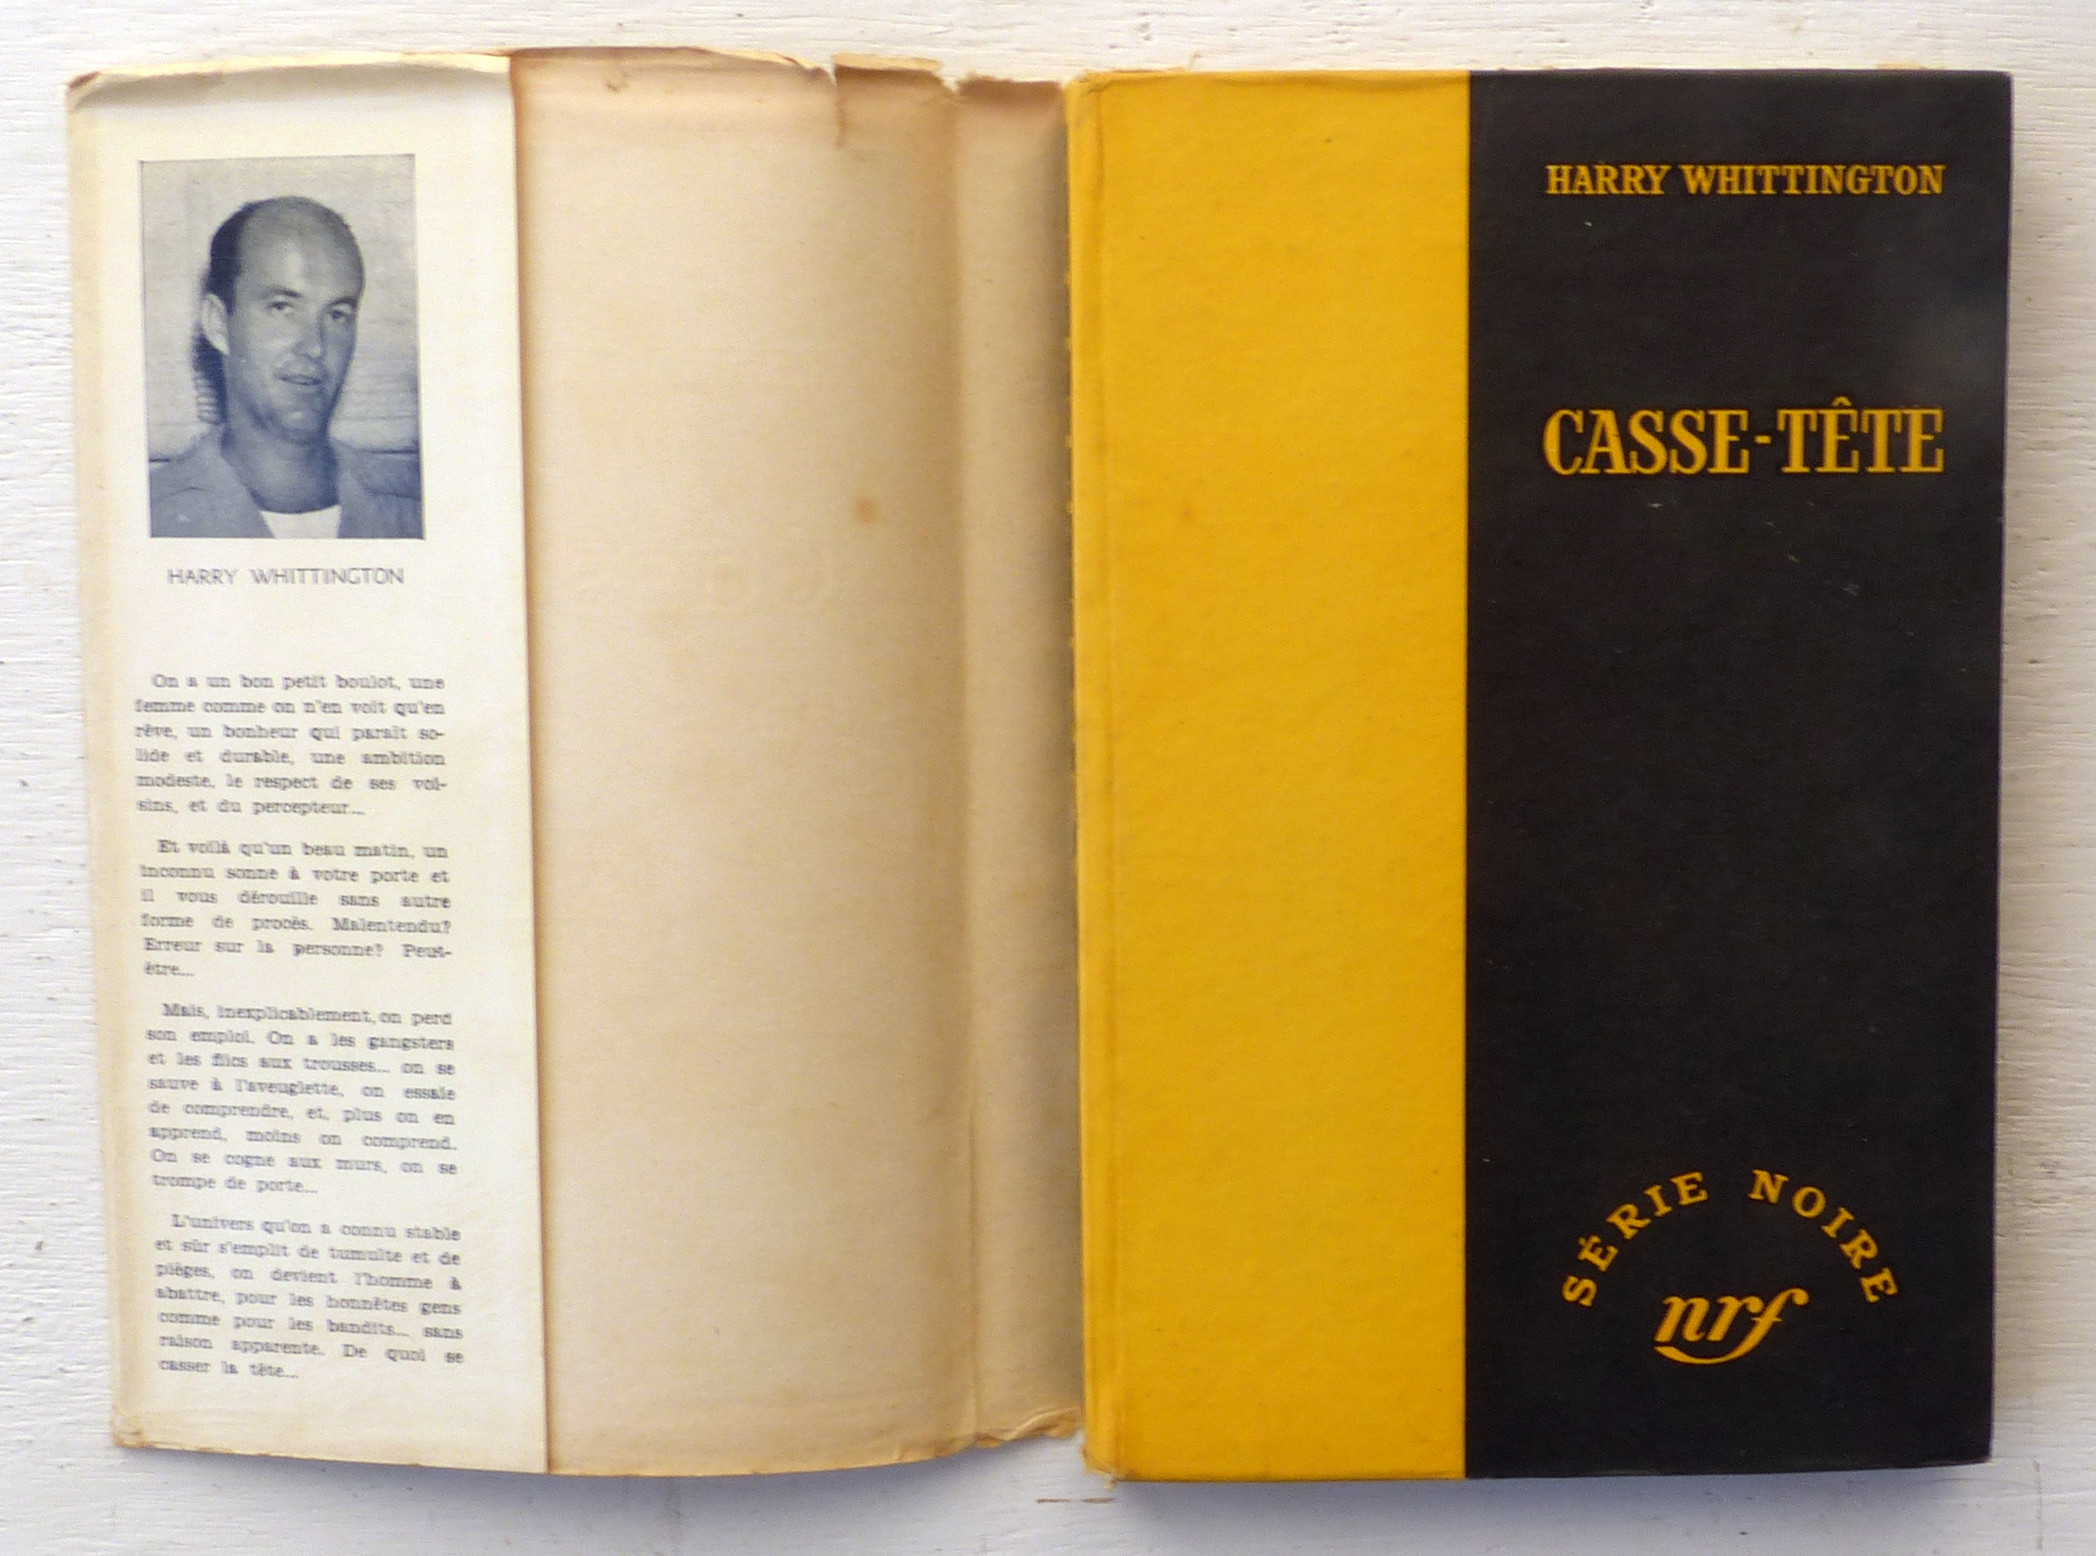 HARRY WHITTINGTON
On a un bon petit boulot, une
femme comme on n'en voit qu'en
rêve, un bonheur qui paraît so-
lide et durable, une ambition
modeste, le respect de ses voi-
sins, et du percepteur...
Et voilà qu'un beau matin, un
inconnu sonne à votre porte et
il vous dérouille sans autre
forme de procès. Malentendu?
Erreur sur la personne? Peut-
être...
Mais, inexplicablement, on perd
son emploi. On a les gangsters
et les flics aux trousses... on se
sauve à l'aveuglette, on essaie
de comprendre, et, plus on en
apprend, moins on comprend.
On se cogne aux murs, on se
trompe de porte...
L'univers qu'on a connu stable
et sûr s'emplit de tumulte et de
pièges, on devient l'homme à
abattre, pour les honnêtes gens
comme pour les bandits... sans
raison apparente. De quoi se
casser la tête...
HARRY WHITTINGTON
CASSE-TÊTE
SÉRIE NOIRE
nrf